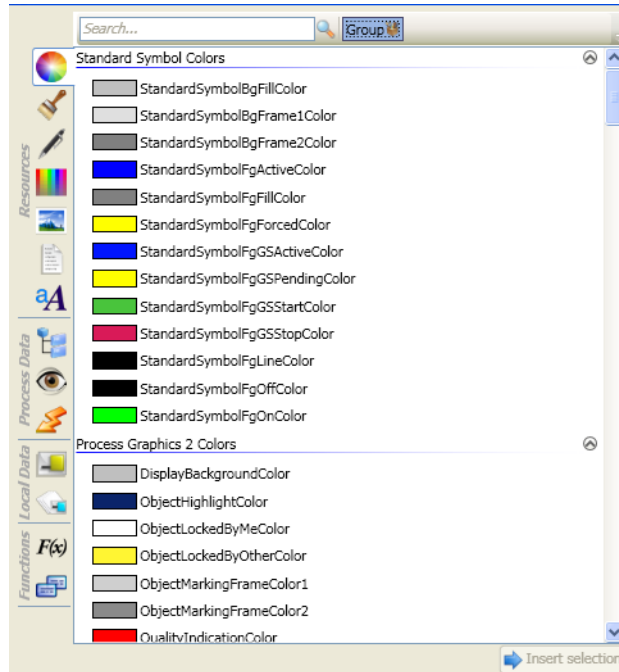 Search...
Group
Resources
Process Data
Local Data
Functions
aA
F(x)
Standard Symbol Colors
StandardSymbolBgFillColor
StandardSymbolBgFrame1Color
StandardSymbolBgFrame2Color
StandardSymbolFgActiveColor
StandardSymbolFgFillColor
StandardSymbolFgForcedColor
StandardSymbolFgGSActiveColor
StandardSymbolFgGSPendingColor
StandardSymbolFgGSStartColor
StandardSymbolFgGSStopColor
StandardSymbolFgLineColor
StandardSymbolFgOffColor
StandardSymbolFgOnColor
Process Graphics 2 Colors
DisplayBackgroundColor
ObjectHighlightColor
ObjectLockedByMeColor
ObjectLockedByOtherColor
ObjectMarkingFrameColor1
ObjectMarkingFrameColor2
QualityIndicationColor
Insert selection